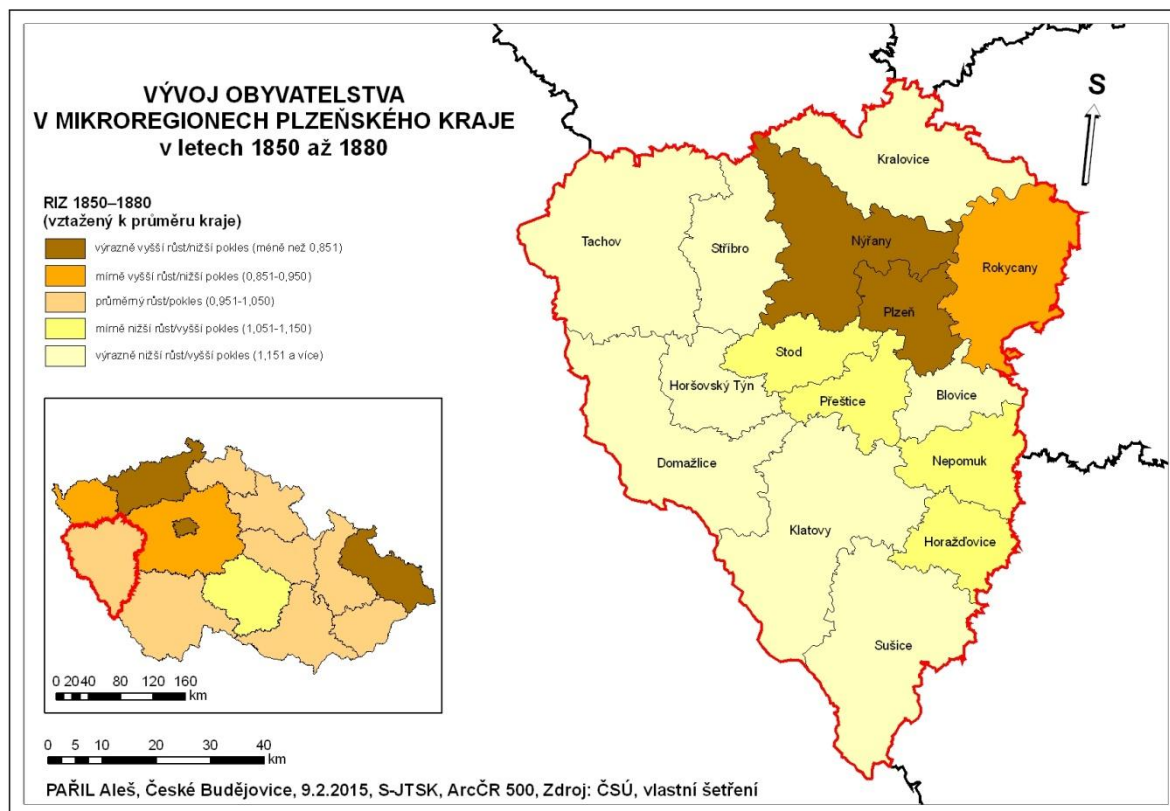 VÝVOJ OBYVATELSTVA
V MIKROREGIONECH PLZEŇSKÉHO KRAJE
v letech 1850 až 1880
RIZ 1850–1880
(vztažený k průměru kraje)
výrazně vyšší růst/nižší pokles (méně než 0,851)
mírně vyšší růst/nižší pokles (0,851-0,950)
průměrný růst/pokles (0,951-1,050)
mírně nižší růst/vyšší pokles (1,051-1,150)
výrazně nižší růst/vyšší pokles (1,151 a více)
S
Kralovice
Tachov
Stříbro
Nýřany
Rokycany
Plzeň
Stod
Horšovský Týn
Přeštice
Blovice
Domažlice
Nepomuk
Klatovy
Horažďovice
Sušice
0 20 40 80 120 160
km
0 5 10 20 30 40
km
PAŘIL Aleš, České Budějovice, 9.2.2015, S-JTSK, ArcČR 500, Zdroj: ČSÚ, vlastní šetření